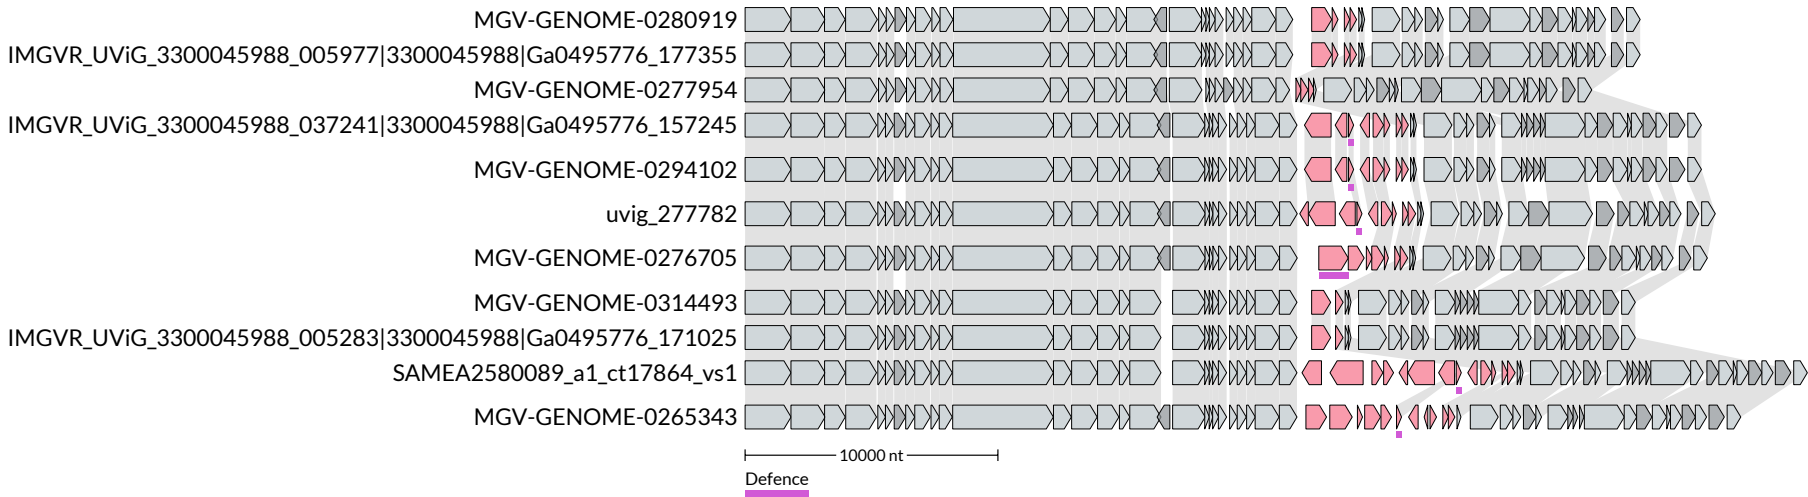 MGV-GENOME-0280919
IMGVR_UViG_3300045988_005977|3300045988|Ga0495776_177355
MGV-GENOME-0277954
IMGVR_UViG_3300045988_037241|3300045988|Ga0495776_157245
MGV-GENOME-0294102
uvig_277782
MGV-GENOME-0276705
MGV-GENOME-0314493
IMGVR_UViG_3300045988_005283|3300045988|Ga0495776_171025
SAMEA2580089_a1_ct17864_vs1
MGV-GENOME-0265343
10000 nt
Defence